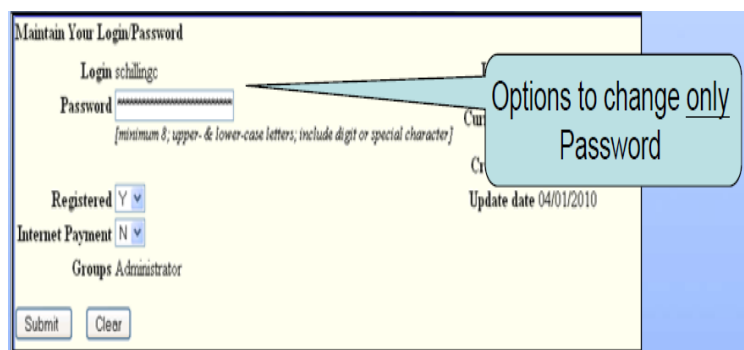 Maintain Your Login/Password
Login schillingc
Options to change only
Password
Password ****************************
[minimum 8; upper- & lower-case letters; include digit or special character]
Registered Y
Update date 04/01/2010
Internet Payment N
Groups Administrator
Submit Clear